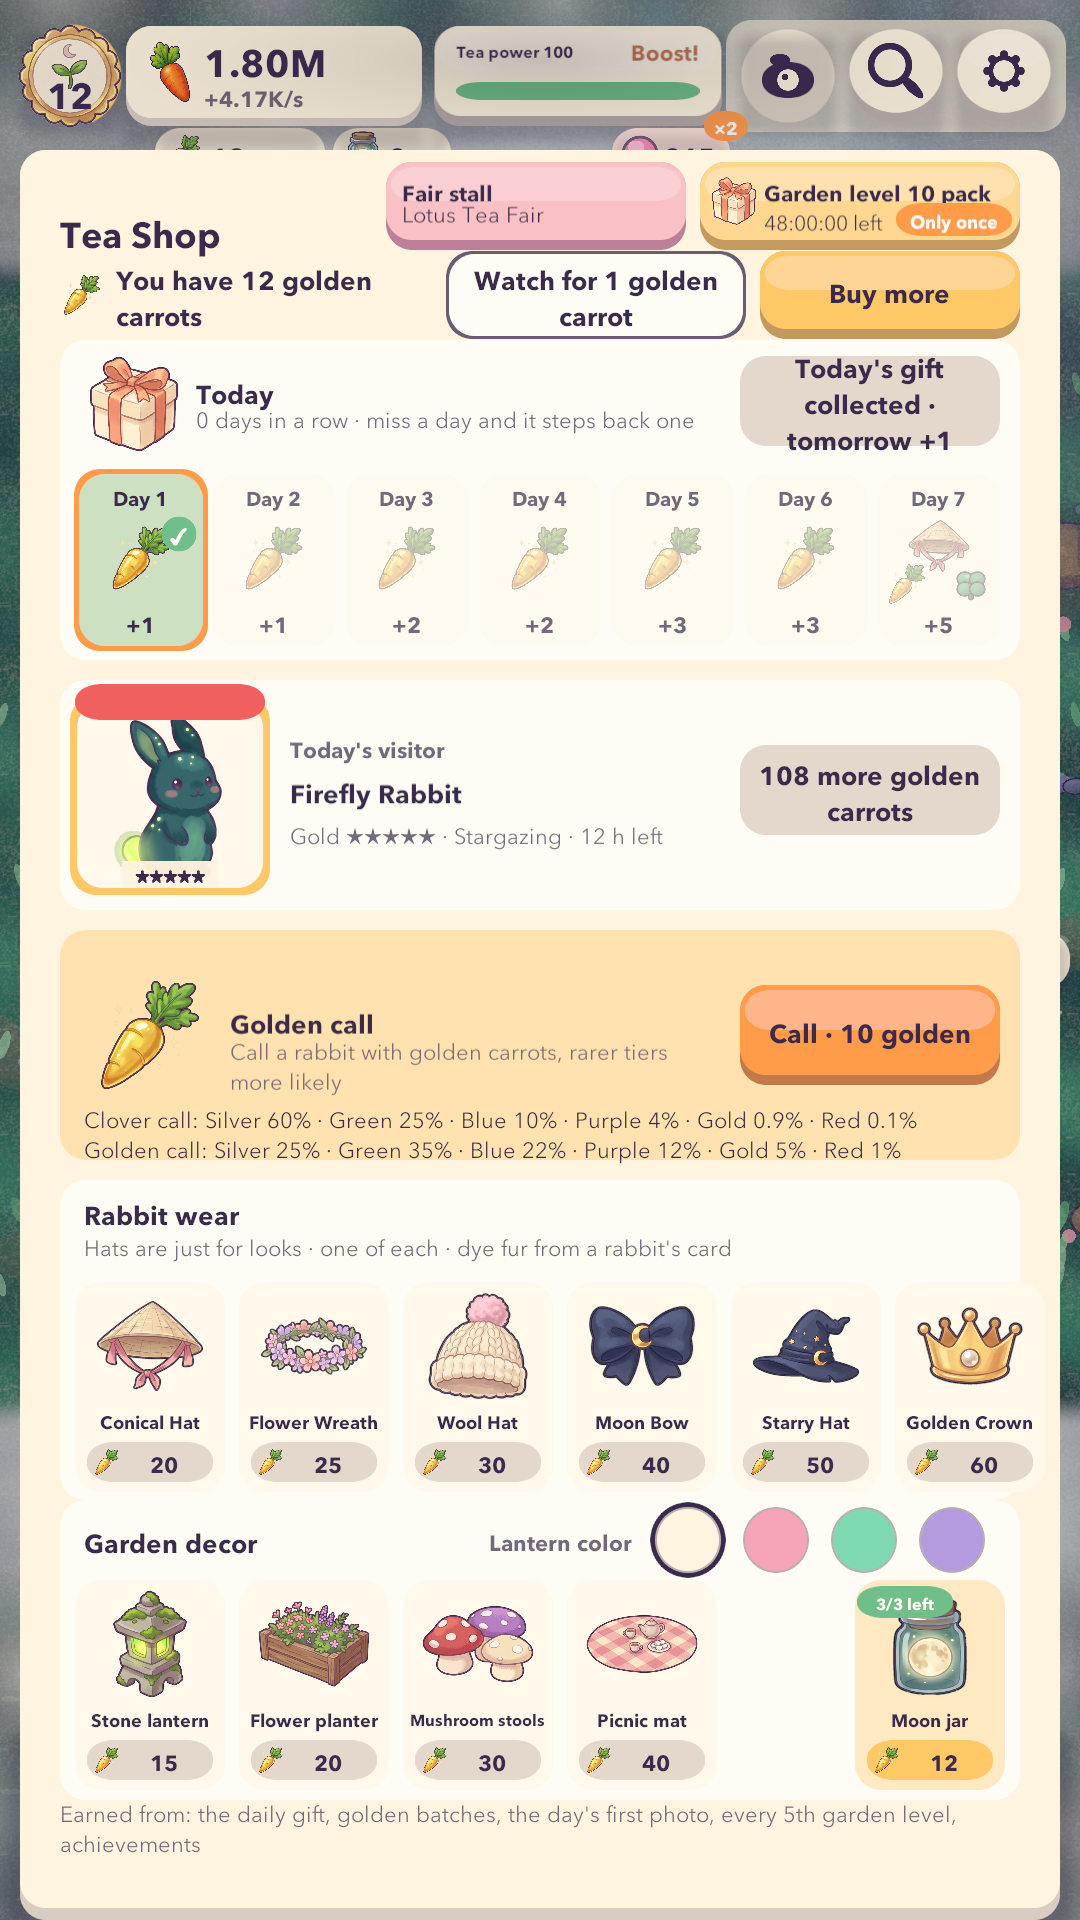 12
1.80M
+4.17K/s
Tea power 100
Boost!
x2
Tea Shop
Fair stall
Lotus Tea Fair
Garden level 10 pack
48:00:00 left
Only once
You have 12 golden
carrots
Watch for 1 golden
carrot
Buy more
Today
0 days in a row · miss a day and it steps back one
Today's gift
collected ·
tomorrow +1
Day 1
Day 2
Day 3
Day 4
Day 5
Day 6
Day 7
+1
+1
+2
+2
+3
+3
+5
★★★★★
Today's visitor
Firefly Rabbit
Gold ★★★★★ · Stargazing · 12 h left
108 more golden
carrots
Golden call
Call a rabbit with golden carrots, rarer tiers
more likely
Call · 10 golden
Clover call: Silver 60% · Green 25% · Blue 10% · Purple 4% · Gold 0.9% · Red 0.1%
Golden call: Silver 25% · Green 35% · Blue 22% · Purple 12% · Gold 5% · Red 1%
Rabbit wear
Hats are just for looks · one of each · dye fur from a rabbit's card
Conical Hat
Flower Wreath
Wool Hat
Moon Bow
Starry Hat
Golden Crown
20
25
30
40
50
60
Garden decor
Lantern color
3/3 left
Stone lantern
Flower planter
Mushroom stools
Picnic mat
Moon jar
15
20
30
40
12
Earned from: the daily gift, golden batches, the day's first photo, every 5th garden level,
achievements